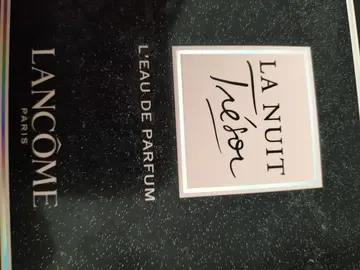 LA NUIT
Trésor
L'EAU DE PARFUM
LANCÔME
PARIS